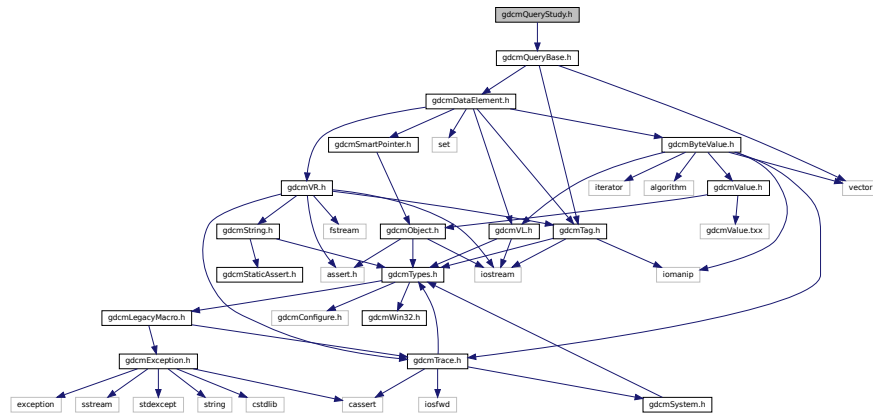 gdcmQueryStudy.h
gdcmQueryBase.h
gdcmDataElement.h
gdcmSmartPointer.h
set
gdcmByteValue.h
gdcmVR.h
iterator
algorithm
gdcmValue.h
vector
gdcmString.h
fstream
gdcmObject.h
gdcmVL.h
gdcmTag.h
gdcmValue.txx
gdcmStaticAssert.h
assert.h
gdcmTypes.h
iostream
iomanip
gdcmLegacyMacro.h
gdcmConfigure.h
gdcmWin32.h
gdcmException.h
gdcmTrace.h
exception
sstream
stdexcept
string
cstdlib
cassert
iosfwd
gdcmSystem.h